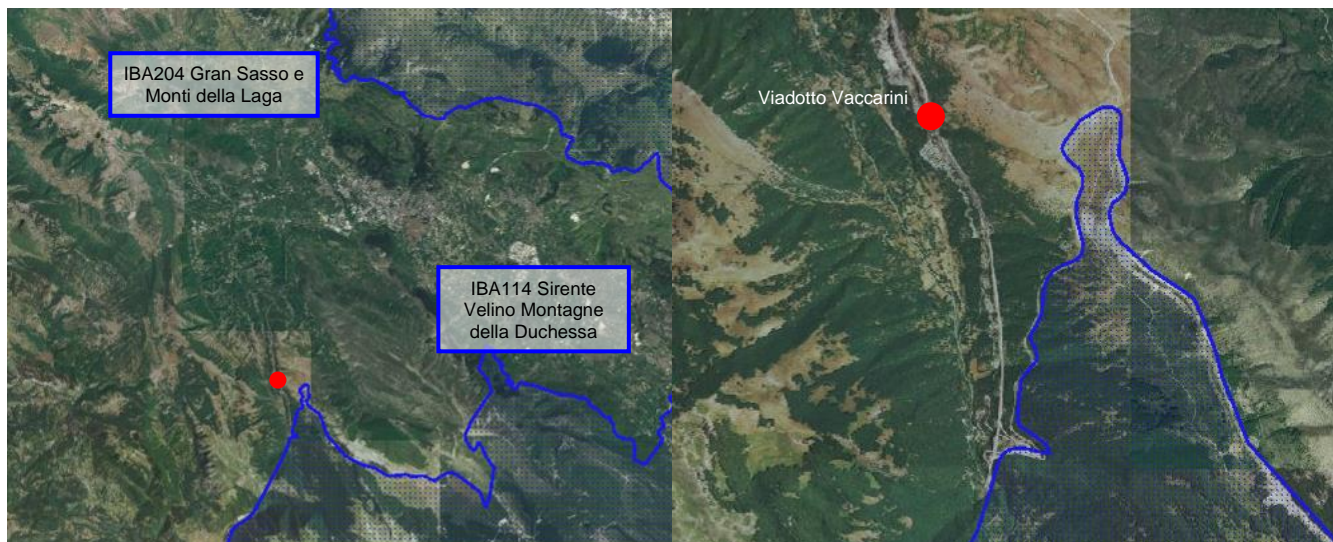 IBA204 Gran Sasso e
Monti della Laga
IBA114 Sirente
Velino Montagne
della Duchessa
Viadotto Vaccarini